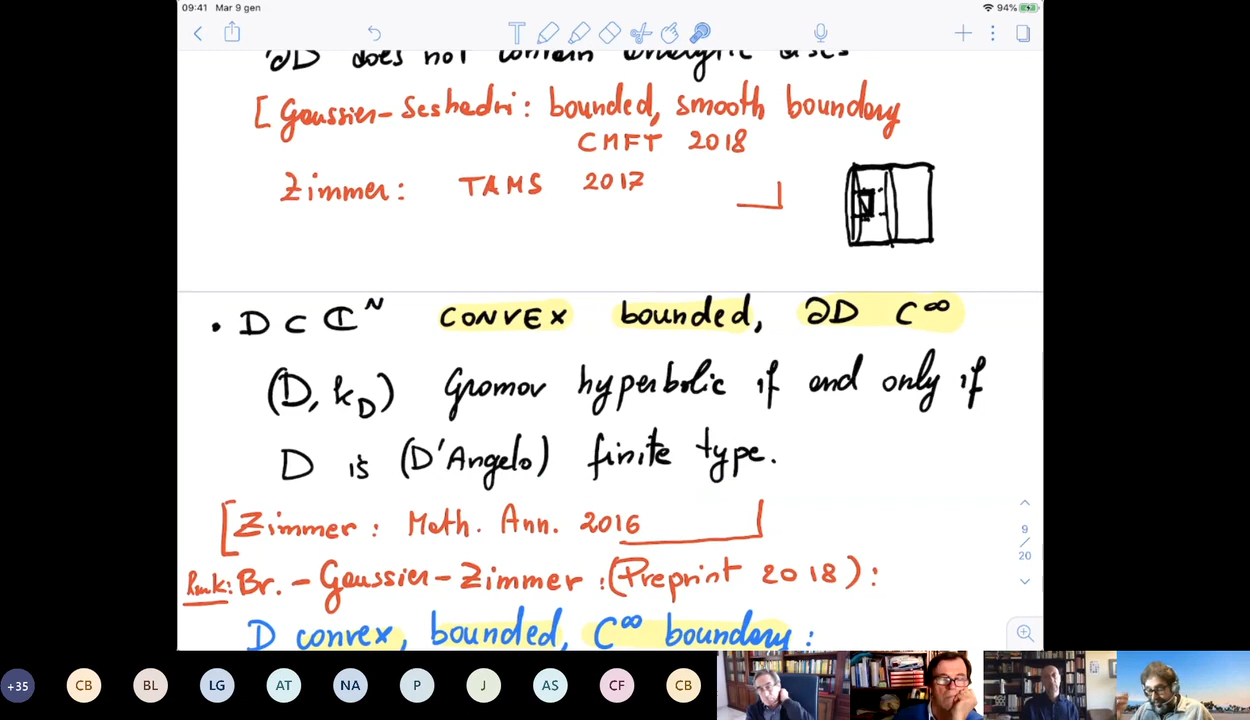 09:41 Mar 9 gen
94%
∂D does not contain analytic discs
[Gaussier-Seshadri: bounded, smooth boundary
CMFT 2018
Zimmer: TAMS 2017 ]
• D ⊂ ℂᴺ CONVEX bounded, ∂D C^∞
(D, k_D) Gromov hyperbolic if and only if
D is (D'Angelo) finite type.
[Zimmer: Math. Ann. 2016 ]
Rmk: Br. - Gaussier - Zimmer: (Preprint 2018):
D convex, bounded, C^∞ boundary:
9
/
20
+35 CB BL LG AT NA P J AS CF CB